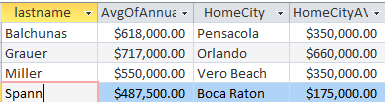 lastname AvgOfAnnua HomeCity HomeCityAV
Balchunas $618,000.00 Pensacola $350,000.00
Grauer $717,000.00 Orlando $660,000.00
Miller $550,000.00 Vero Beach $350,000.00
Spann $487,500.00 Boca Raton $175,000.00